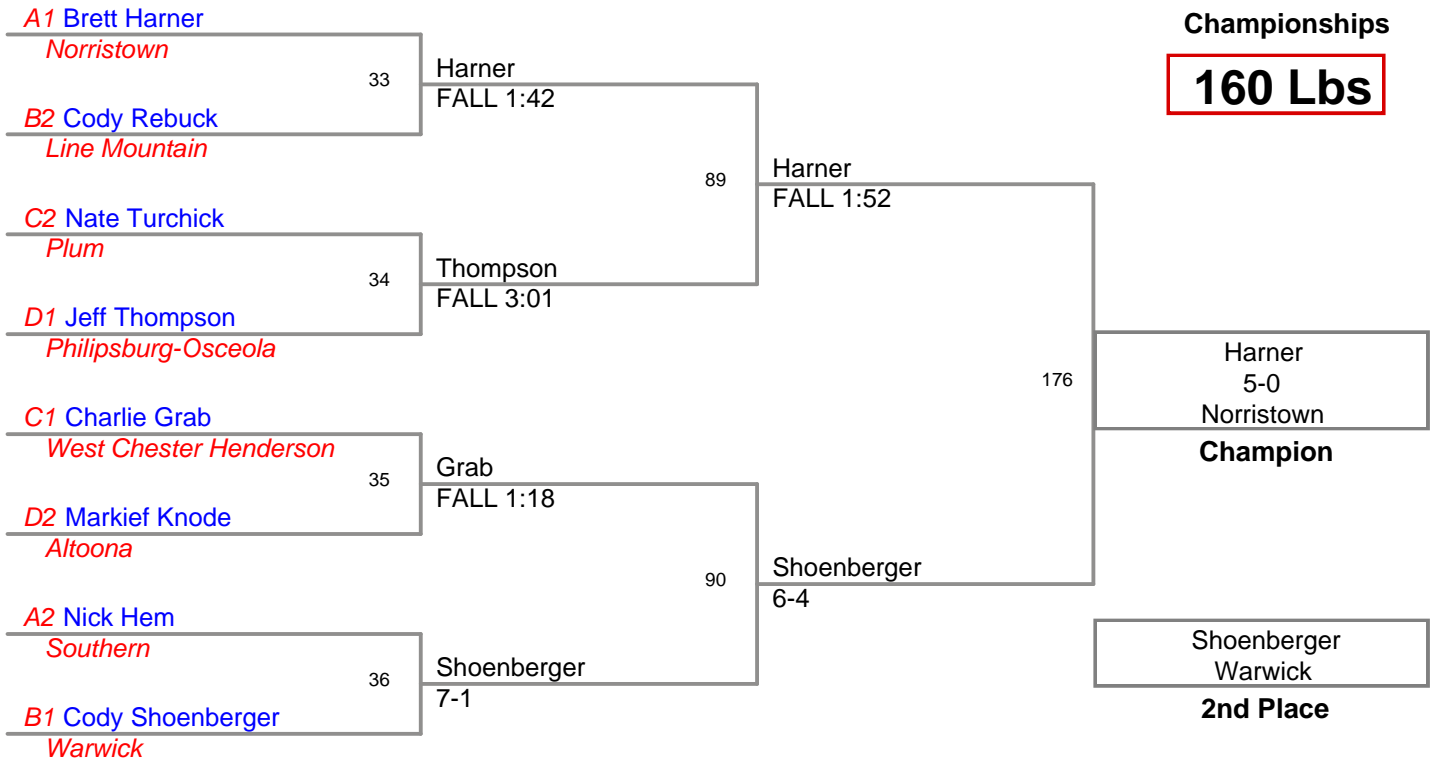 Championships
160 Lbs
A1 Brett Harner
Norristown
33
Harner
FALL 1:42
B2 Cody Rebuck
Line Mountain
89
Harner
FALL 1:52
C2 Nate Turchick
Plum
34
Thompson
FALL 3:01
D1 Jeff Thompson
Philipsburg-Osceola
176
Harner
5-0
Norristown
Champion
C1 Charlie Grab
West Chester Henderson
35
Grab
FALL 1:18
D2 Markief Knode
Altoona
90
Shoenberger
6-4
A2 Nick Hem
Southern
36
Shoenberger
7-1
B1 Cody Shoenberger
Warwick
Shoenberger
Warwick
2nd Place